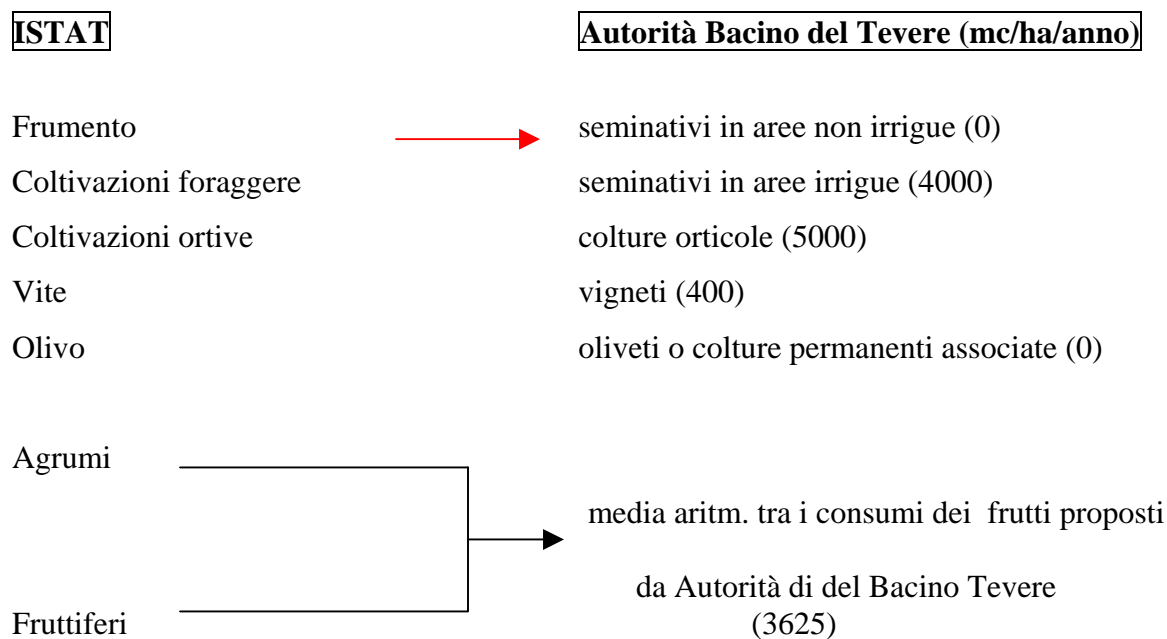 ISTAT Autorità Bacino del Tevere (mc/ha/anno)
Frumento seminativi in aree non irrigue (0)
Coltivazioni foraggere seminativi in aree irrigue (4000)
Coltivazioni ortive colture orticole (5000)
Vite vigneti (400)
Olivo oliveti o colture permanenti associate (0)
Agrumi
media aritm. tra i consumi dei frutti proposti
da Autorità di del Bacino Tevere
Fruttiferi (3625)